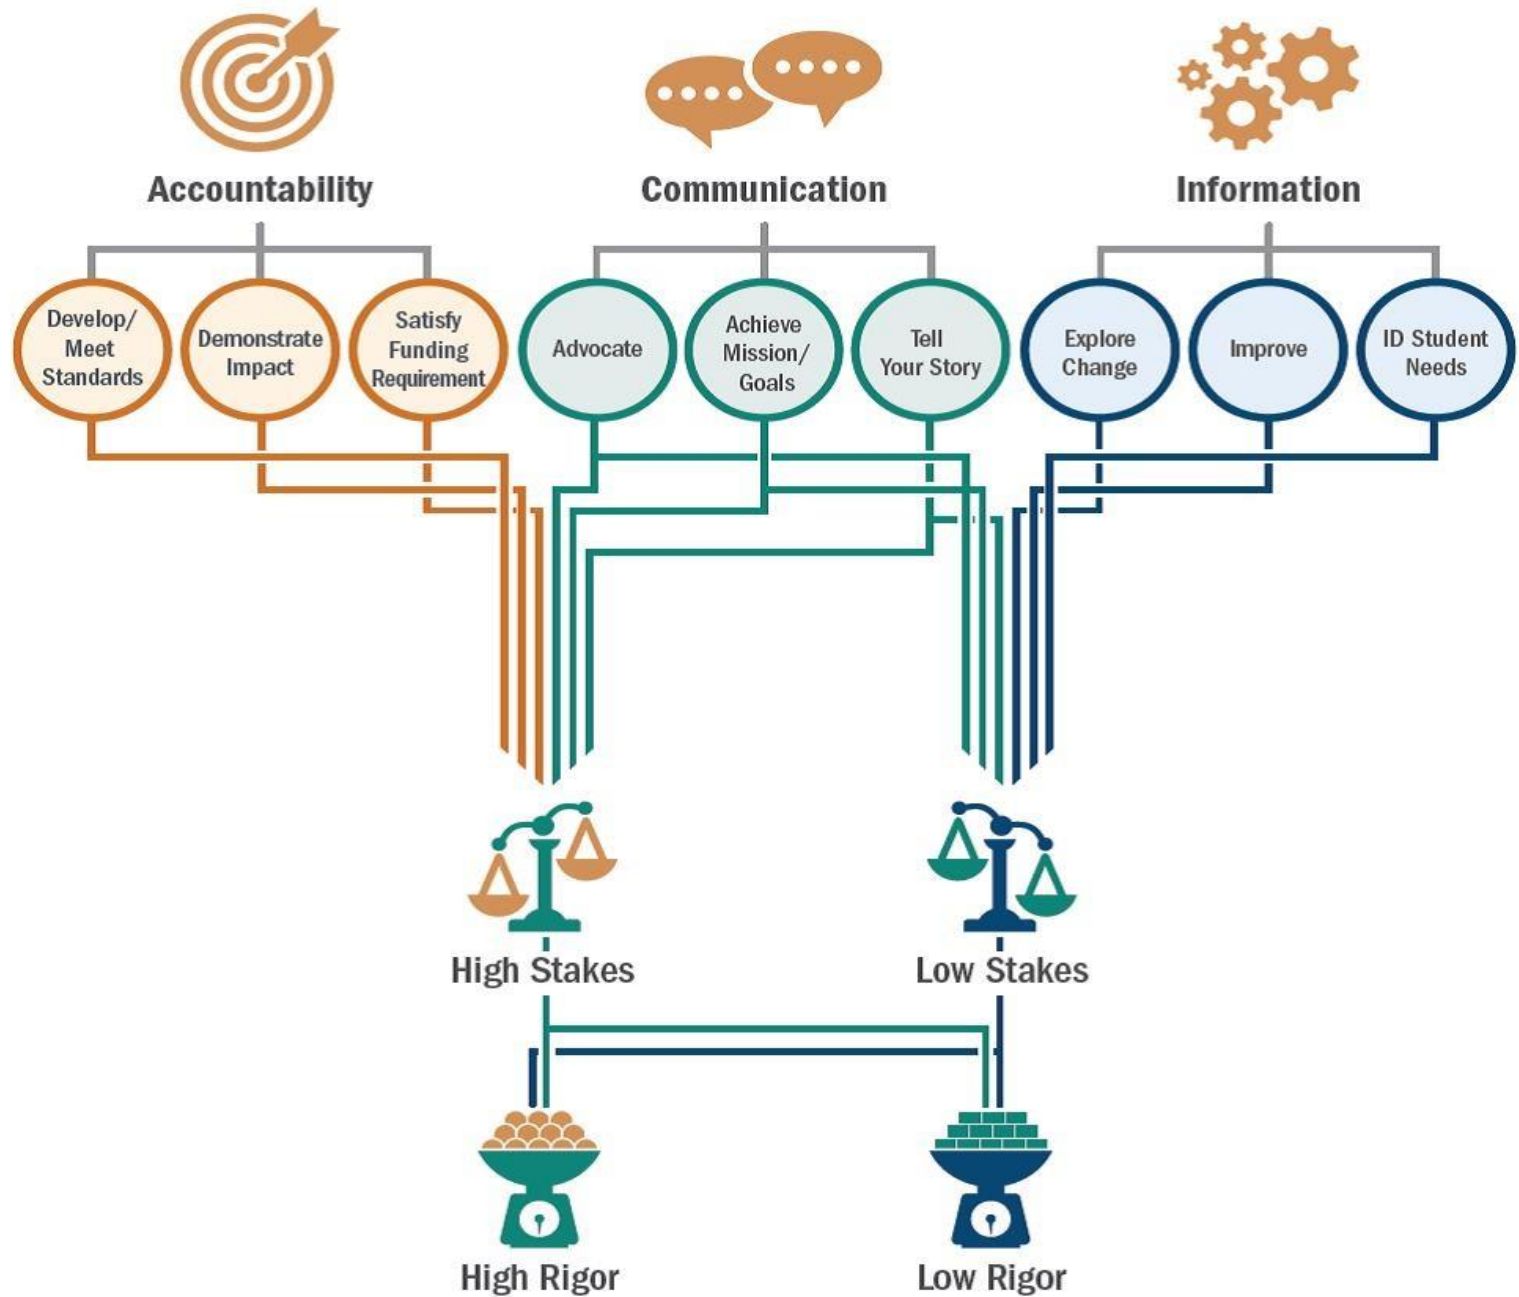 Accountability
Communication
Information
Develop/
Meet
Standards
Demonstrate
Impact
Satisfy
Funding
Requirement
Advocate
Achieve
Mission/
Goals
Tell
Your Story
Explore
Change
Improve
ID Student
Needs
High Stakes
Low Stakes
High Rigor
Low Rigor